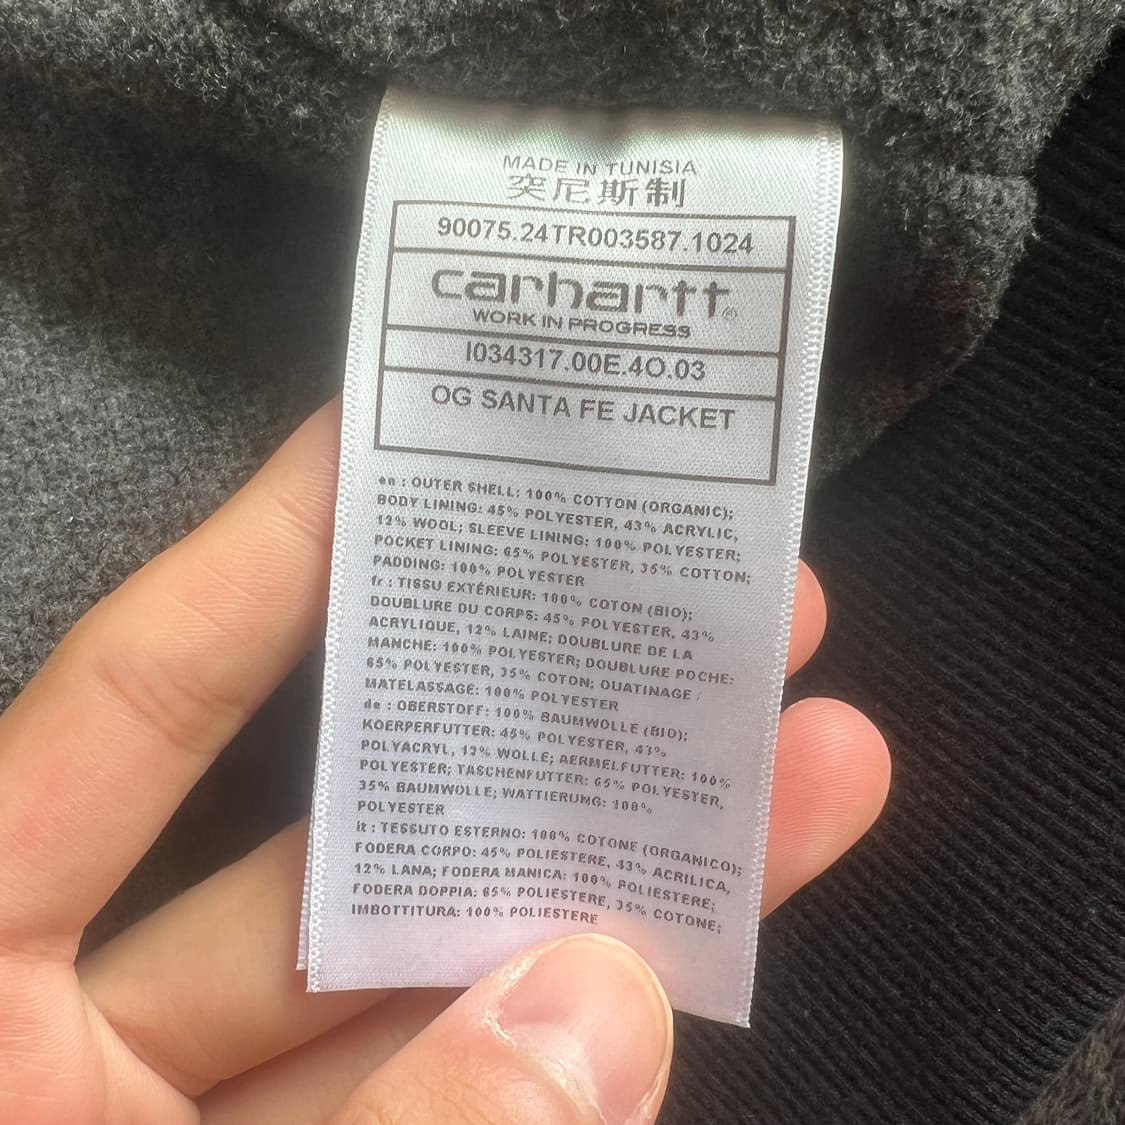 MADE IN TUNISIA
突尼斯制
90075.24TR003587.1024
carhartt®
WORK IN PROGRESS
I034317.00E.4O.03
OG SANTA FE JACKET
en : OUTER SHELL: 100% COTTON (ORGANIC);
BODY LINING: 45% POLYESTER, 43% ACRYLIC,
12% WOOL; SLEEVE LINING: 100% POLYESTER;
POCKET LINING: 65% POLYESTER, 35% COTTON;
PADDING: 100% POLYESTER
fr : TISSU EXTÉRIEUR: 100% COTON (BIO);
DOUBLURE DU CORPS: 45% POLYESTER, 43%
ACRYLIQUE, 12% LAINE; DOUBLURE DE LA
MANCHE: 100% POLYESTER; DOUBLURE POCHE:
65% POLYESTER, 35% COTON; OUATINAGE /
MATELASSAGE: 100% POLYESTER
de : OBERSTOFF: 100% BAUMWOLLE (BIO);
KOERPERFUTTER: 45% POLYESTER, 43%
POLYACRYL, 12% WOLLE; AERMELFUTTER: 100%
POLYESTER; TASCHENFUTTER: 65% POLYESTER,
35% BAUMWOLLE; WATTIERUNG: 100%
POLYESTER
it : TESSUTO ESTERNO: 100% COTONE (ORGANICO);
FODERA CORPO: 45% POLIESTERE, 43% ACRILICA,
12% LANA; FODERA MANICA: 100% POLIESTERE;
FODERA DOPPIA: 65% POLIESTERE, 35% COTONE;
IMBOTTITURA: 100% POLIESTERE